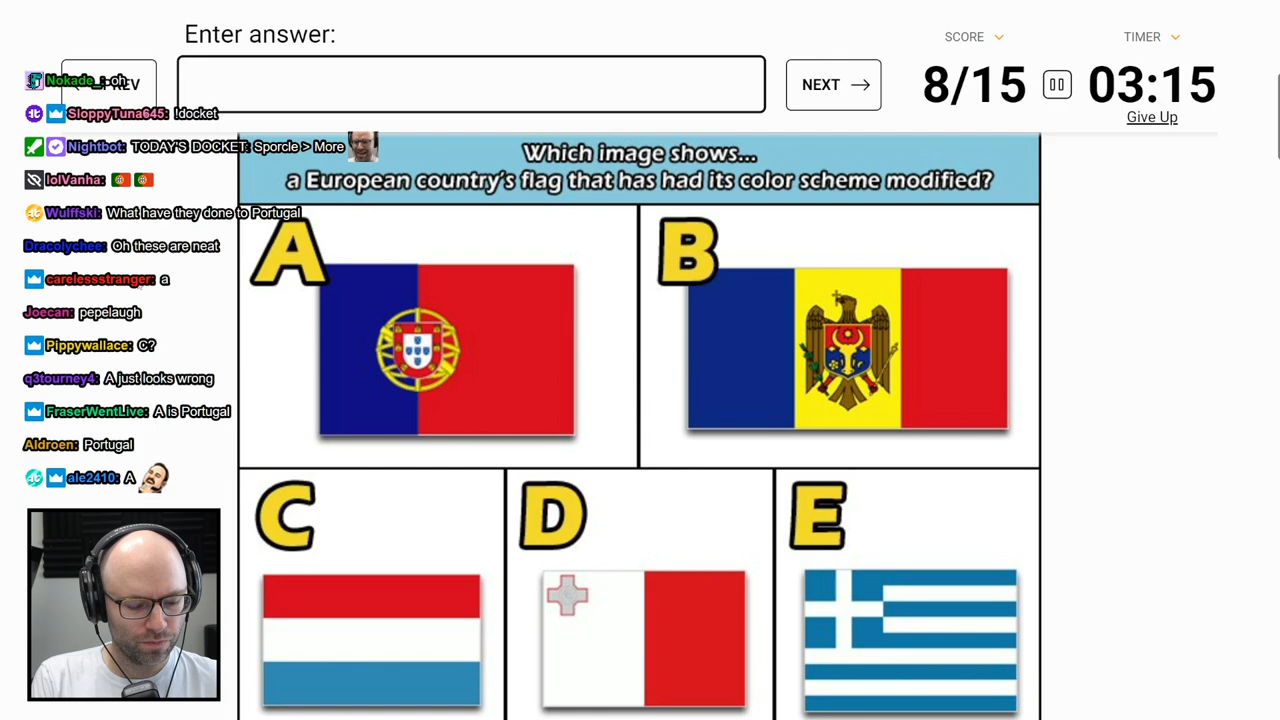 Enter answer:
SCORE
TIMER
PREV
NEXT
8/15
03:15
Give Up
Nokade_: oh
SloppyTuna645: !docket
Nightbot: TODAY'S DOCKET: Sporcle > More
lolVanha:
Wulffski: What have they done to Portugal
Dracolychee: Oh these are neat
carelessstranger: a
Joecan: pepelaugh
Pippywallace: C?
q3tourney4: A just looks wrong
FraserWentLive: A is Portugal
Aldroen: Portugal
ale2410: A
Which image shows...
a European country's flag that has had its color scheme modified?
A
B
C
D
E